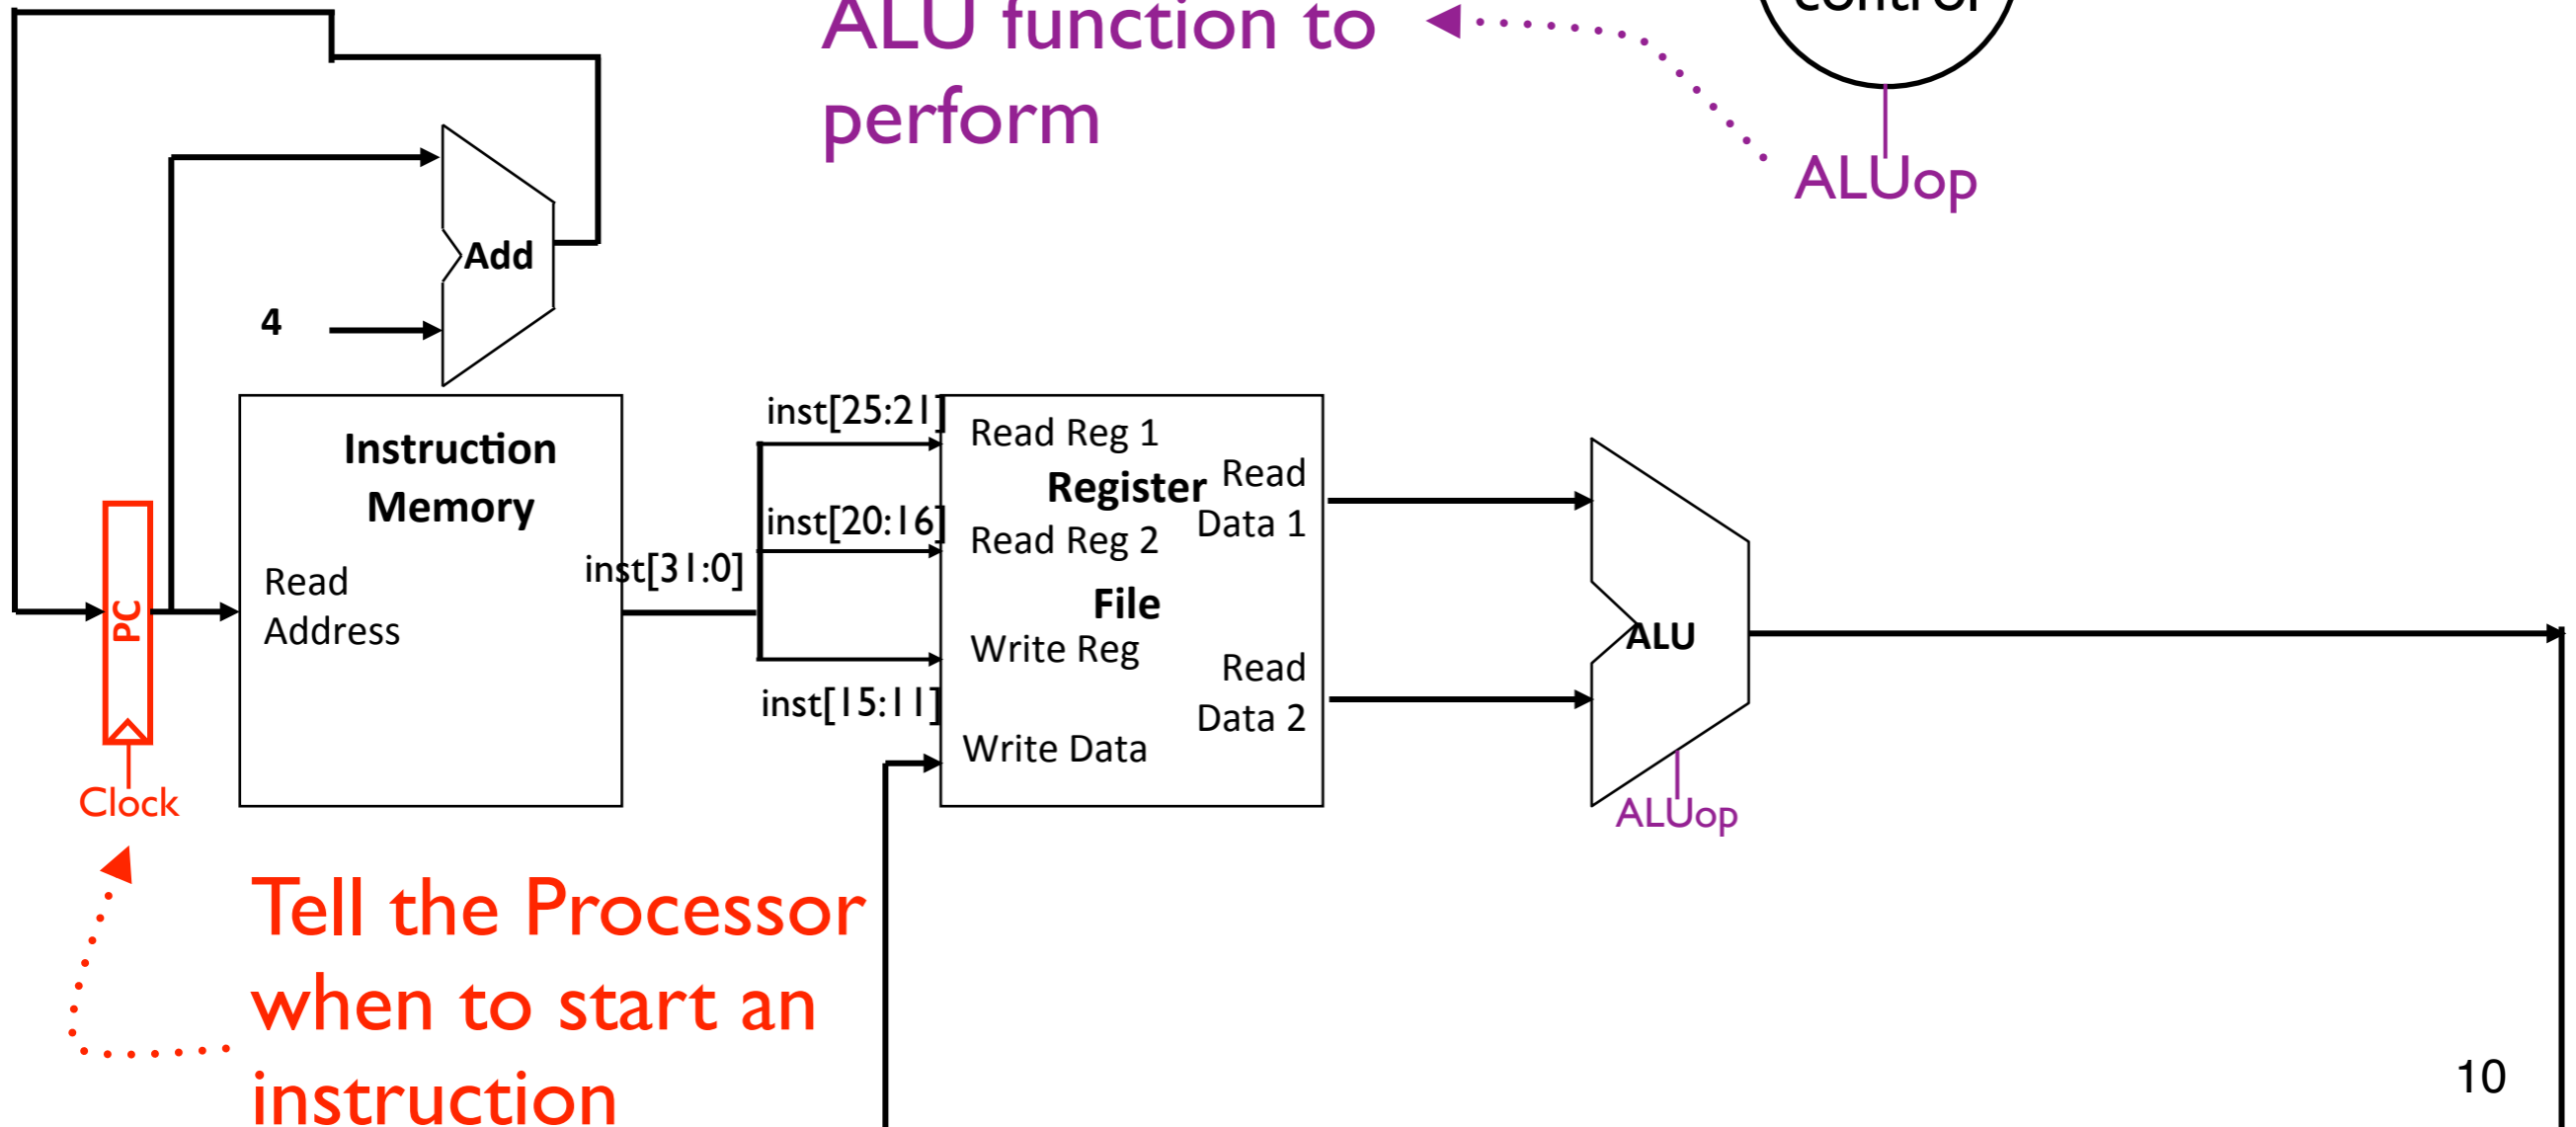 ALU function to
perform
control
ALUop
Add
4
Instruction
Memory
Read
Address
inst[31:0]
PC
Clock
inst[25:21]
inst[20:16]
inst[15:11]
Read Reg 1
Register
Read Reg 2
File
Write Reg
Write Data
Read
Data 1
Read
Data 2
ALU
ALUop
Tell the Processor
when to start an
instruction
10